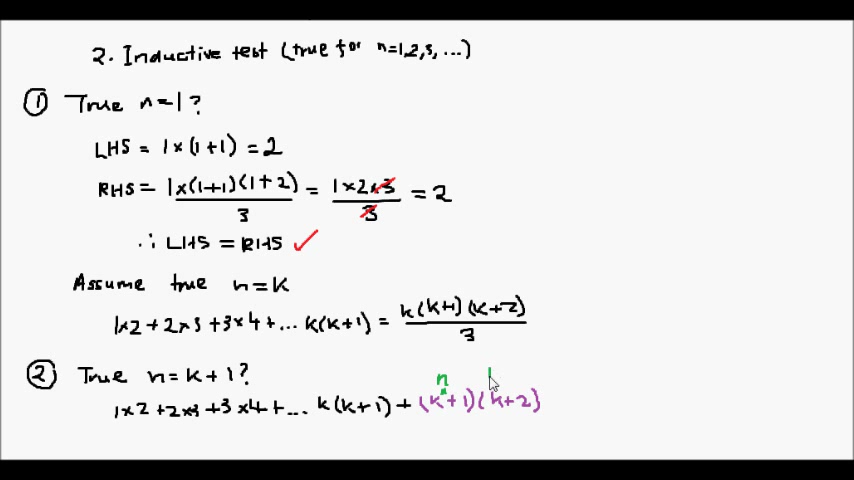 2. Inductive test (true for n=1,2,3, ...)
① True n=1?
LHS = 1×(1+1) = 2
RHS = 1×(1+1)(1+2)/3 = 1×2×3/3 = 2
∴ LHS = RHS ✓
Assume true n=k
1×2+2×3+3×4+... k(k+1) = k(k+1)(k+2)/3
② True n=k+1?
n
1×2+2×3+3×4+... k(k+1) + (k+1)(k+2)